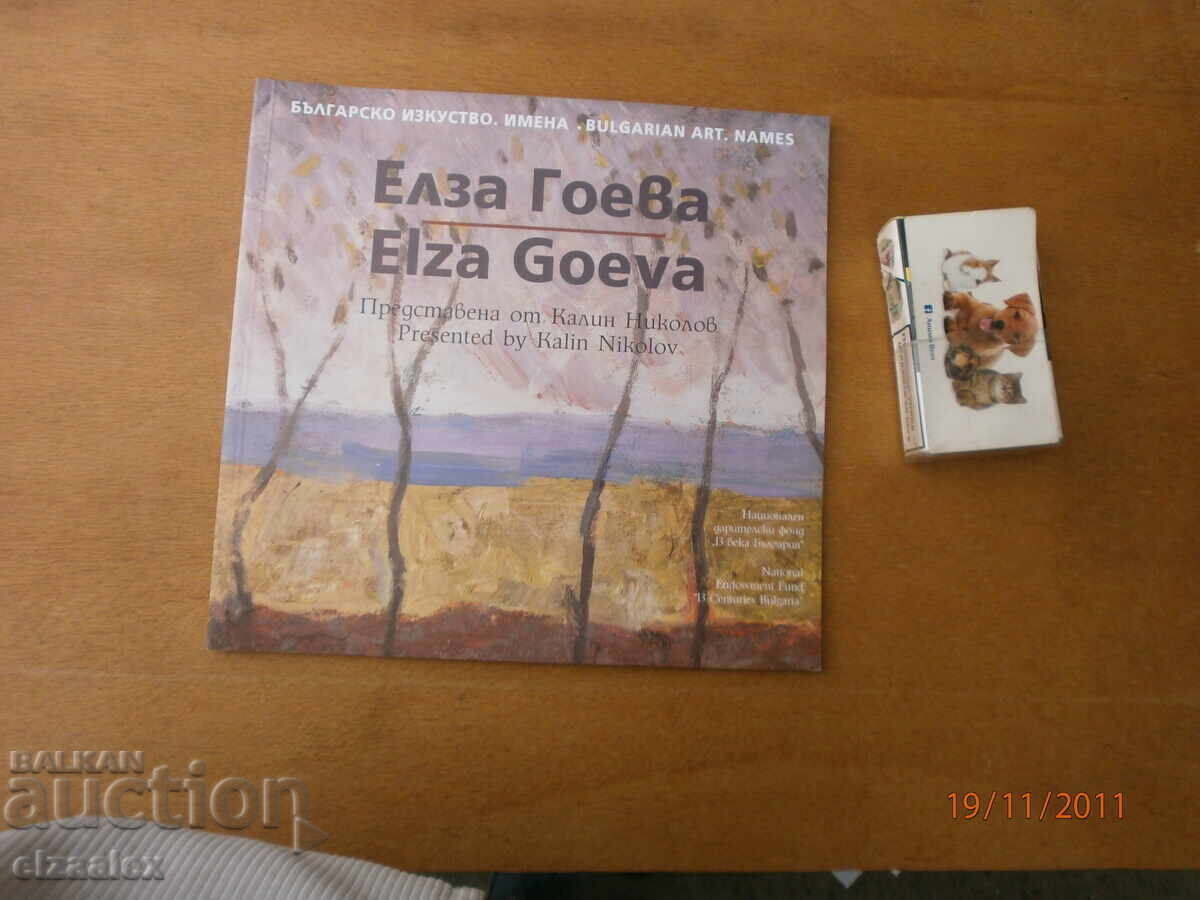 БЪЛГАРСКО ИЗКУСТВО. ИМЕНА . BULGARIAN ART. NAMES
Елза Гоева
Elza Goeva
Представена от Калин Николов
Presented by Kalin Nikolov
Национален
дарителски фонд
„13 века България“
National
Endowment Fund
"13 Centuries Bulgaria"
19/11/2011
BALKAN
auction
elzaalex